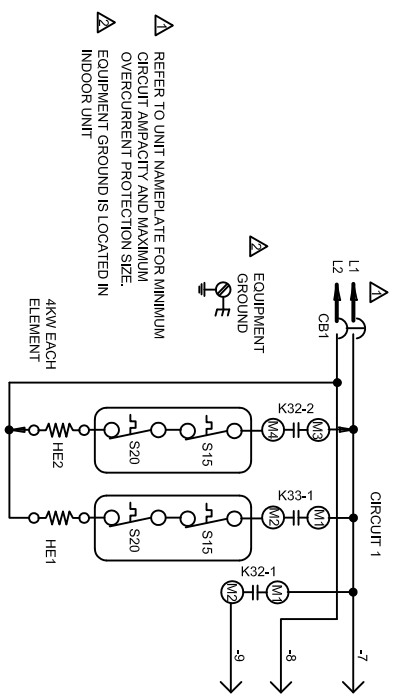 CIRCUIT 1
1
L1
L2
CB1
2
EQUIPMENT
GROUND
K32-2
M4
M3
S20
S15
HE2
K33-1
M2
M1
S20
S15
HE1
K32-1
M2
M1
-7
-8
-9
4KW EACH
ELEMENT
1
REFER TO UNIT NAMEPLATE FOR MINIMUM
CIRCUIT AMPACITY AND MAXIMUM
OVERCURRENT PROTECTION SIZE.
2
EQUIPMENT GROUND IS LOCATED IN
INDOOR UNIT